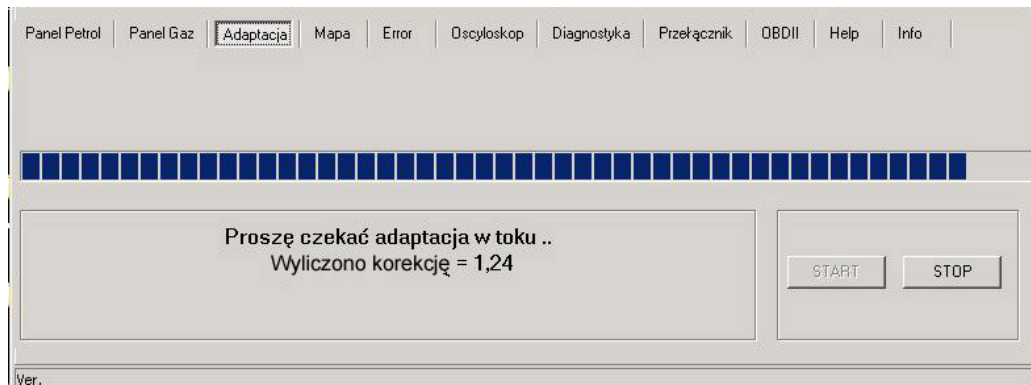 Panel Petrol Panel Gaz Adaptacja Mapa Error Oscyloskop Diagnostyka Przełącznik OBDII Help Info
Proszę czekać adaptacja w toku ..
Wyliczono korekcję = 1,24
START STOP
Ver.